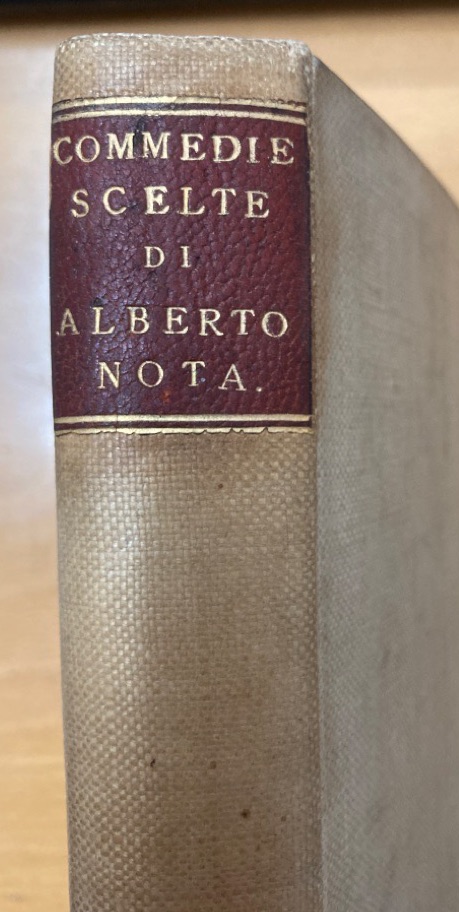 COMMEDIE
SCELTE
DI
ALBERTO
NOTA.